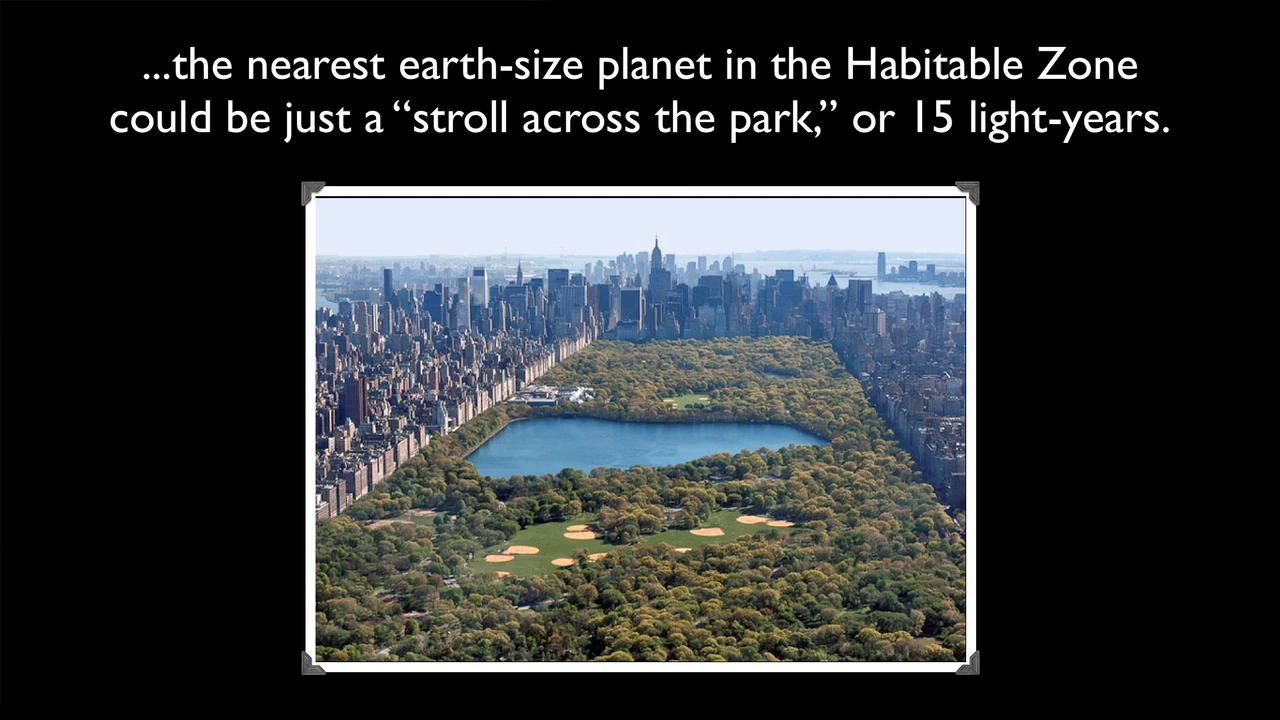 ...the nearest earth-size planet in the Habitable Zone
could be just a “stroll across the park,” or 15 light-years.